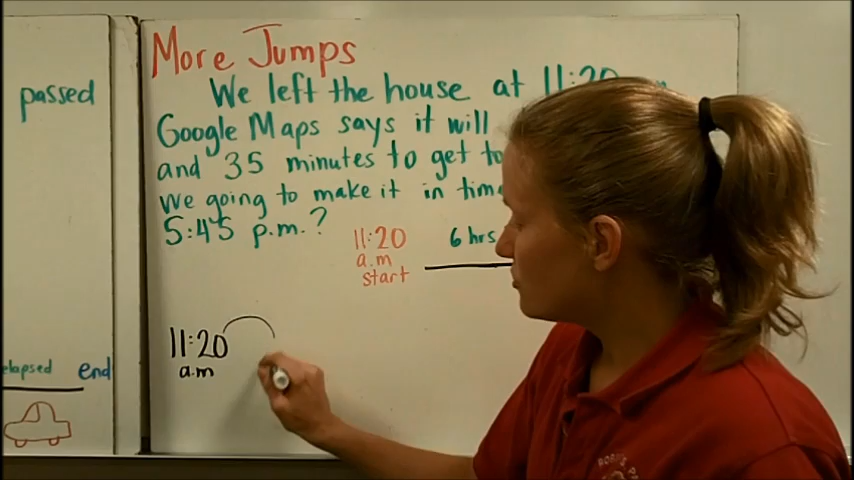 More Jumps
passed
We left the house at 11:20
Google Maps says it will
and 35 minutes to get to
we going to make it in time
5:45 p.m.?
11:20
a.m
start
6 hrs
11:20
a.m
elapsed
end